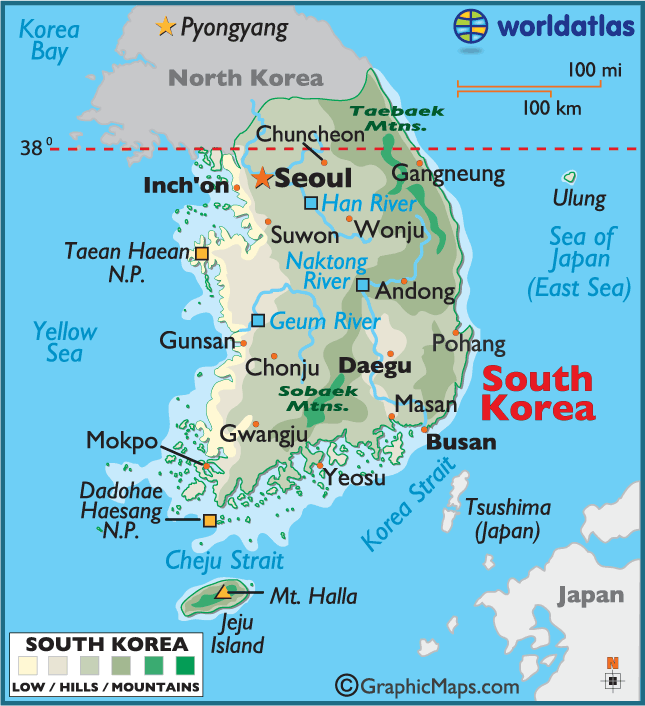 Korea
Bay
Pyongyang
worldatlas
North Korea
100 mi
100 km
Taebaek
Mtns.
Chuncheon
38°
Inch'on
Seoul
Gangneung
Ulung
Han River
Suwon
Wonju
Taean Haean
N.P.
Naktong
River
Andong
Sea of
Japan
(East Sea)
Yellow
Sea
Geum River
Gunsan
Pohang
Chonju
Daegu
South
Korea
Sobaek
Mtns.
Masan
Gwangju
Busan
Mokpo
Yeosu
Dadohae
Haesang
N.P.
Korea Strait
Tsushima
(Japan)
Cheju Strait
Mt. Halla
Jeju
Island
Japan
SOUTH KOREA
LOW / HILLS / MOUNTAINS
©GraphicMaps.com
N